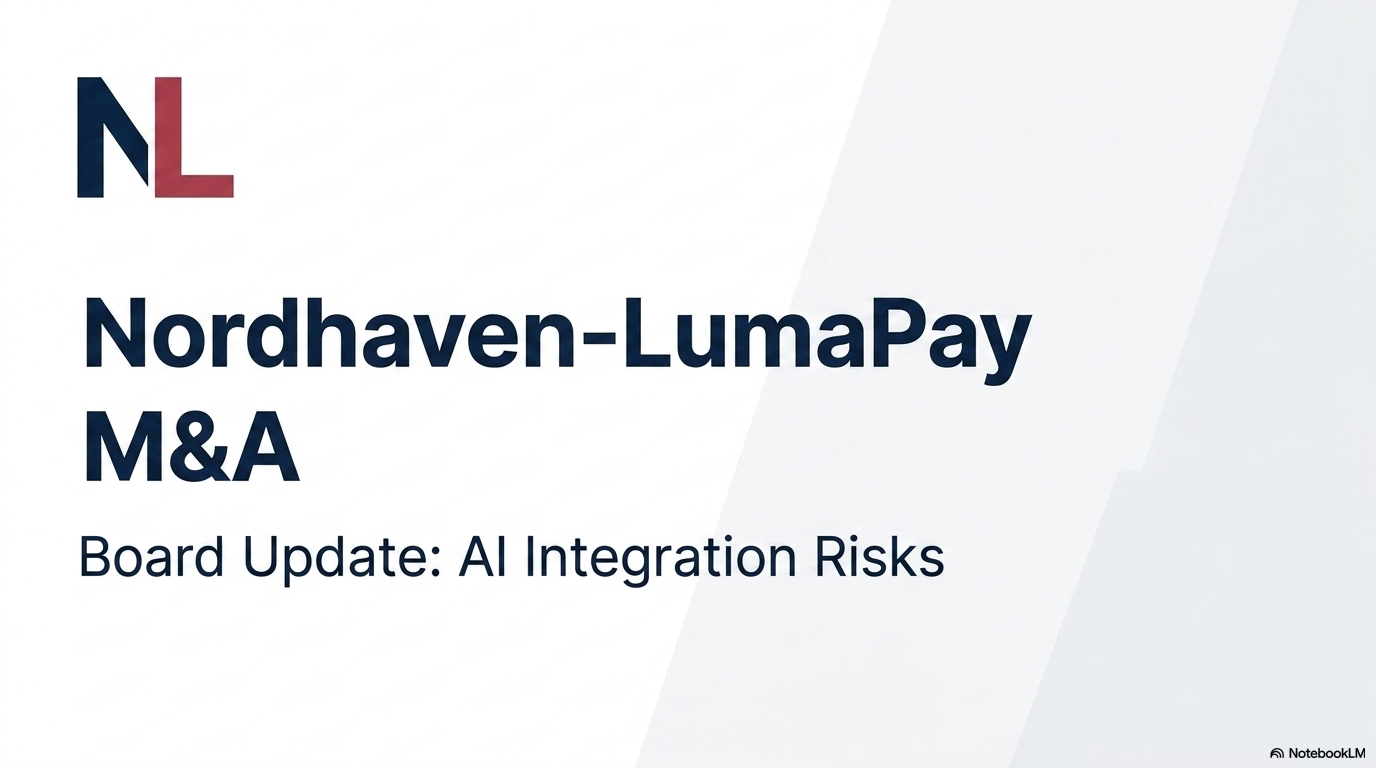 NL
Nordhaven-LumaPay
M&A
Board Update: AI Integration Risks
NotebookLM